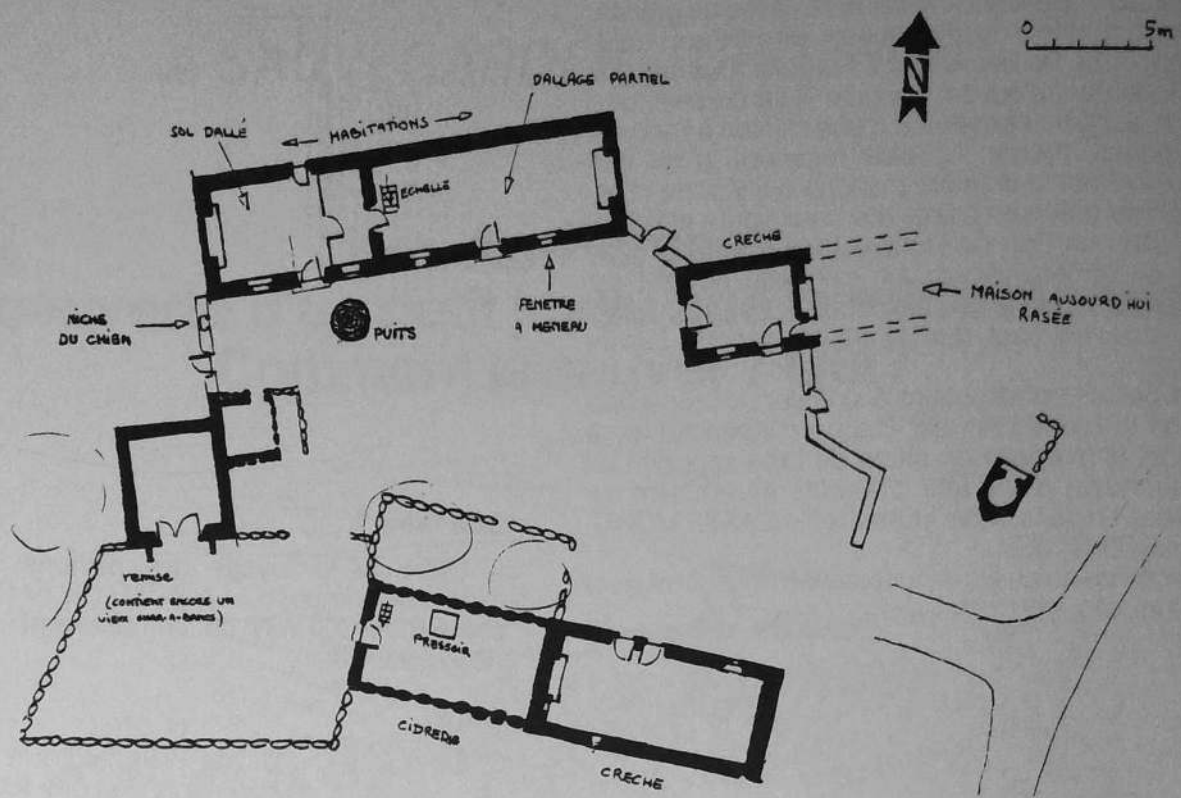 0 5m
N
DALLAGE PARTIEL
SOL DALLÉ
HABITATIONS
ECHELLE
CRECHE
MAISON AUJOURD'HUI
RASÉE
FENETRE
A MENEAU
NICHE
DU CHIEN
PUITS
remise
(CONTIENT ENCORE UN
VIEUX CHAR-A-BANCS)
PRESSOIR
CIDRERIE
CRECHE